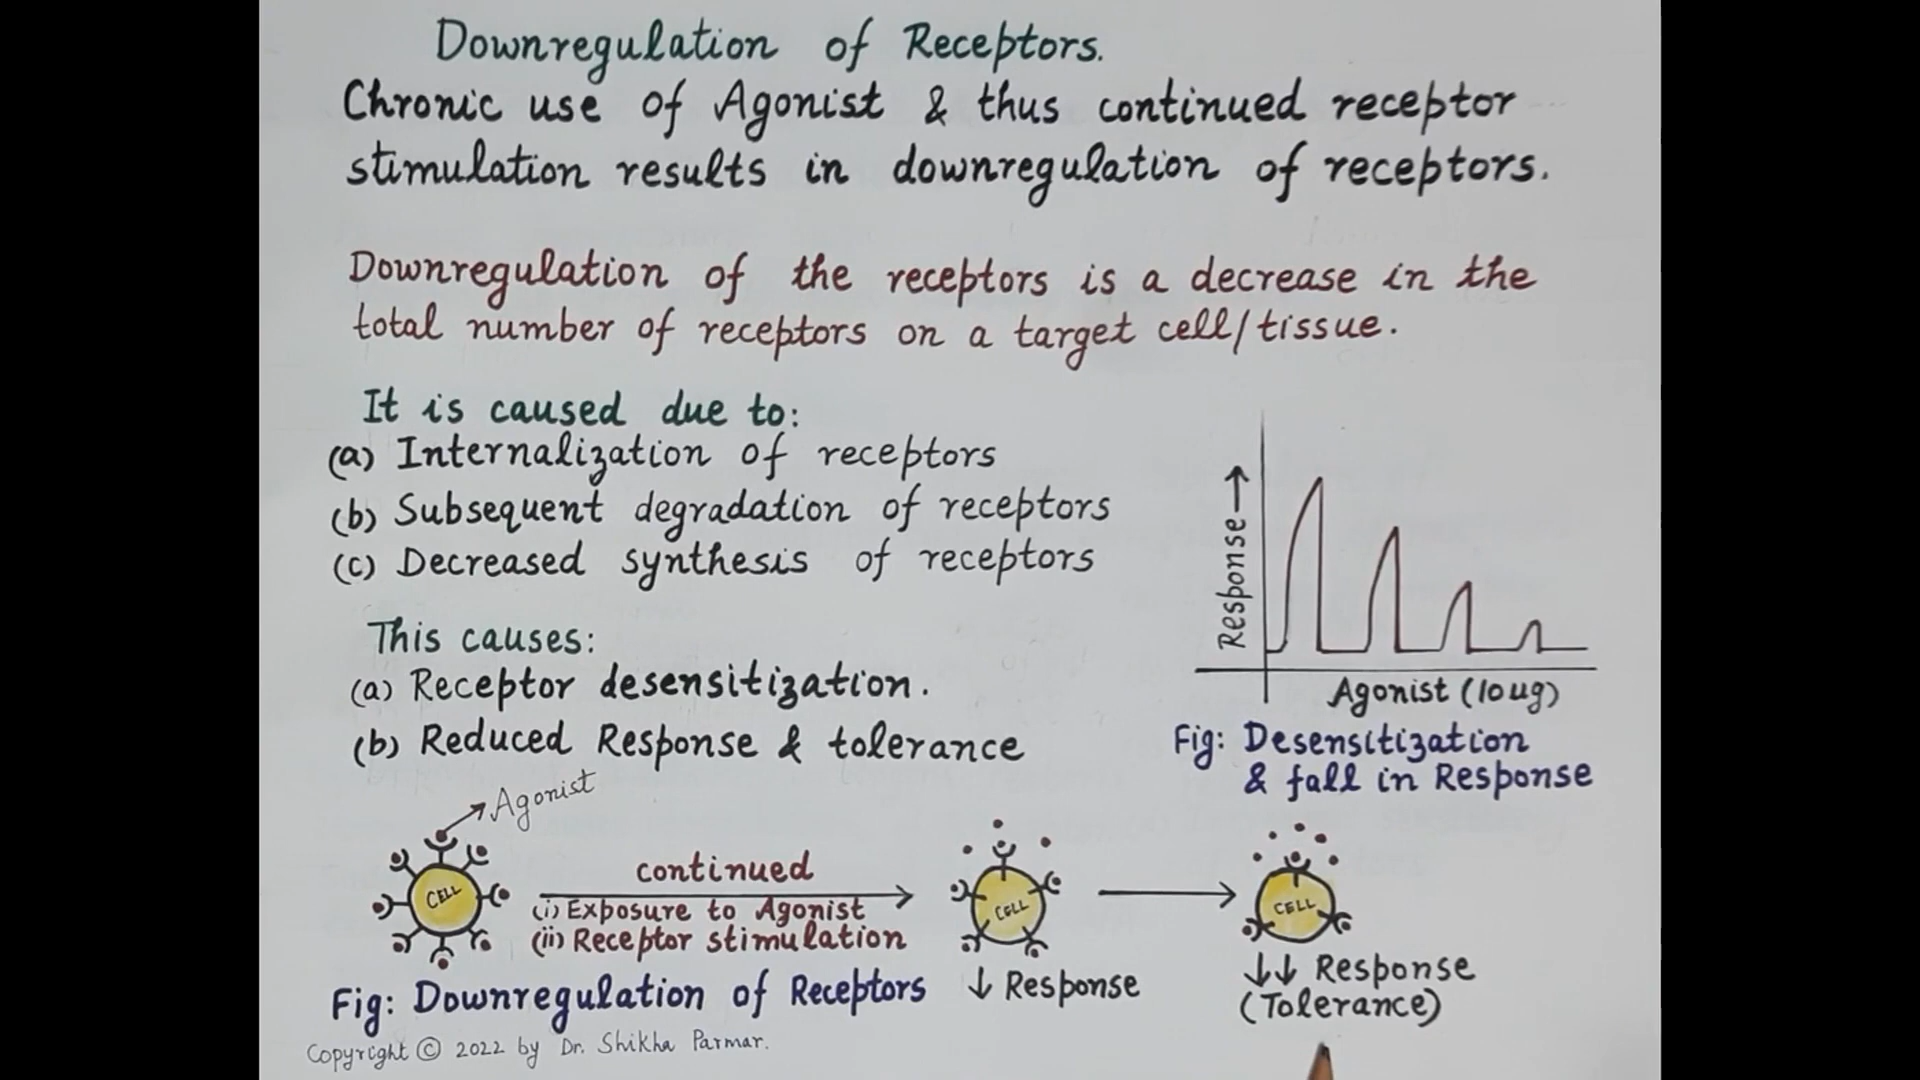 Downregulation of Receptors.
Chronic use of Agonist & thus continued receptor
stimulation results in downregulation of receptors.
Downregulation of the receptors is a decrease in the
total number of receptors on a target cell/tissue.
It is caused due to:
(a) Internalization of receptors
(b) Subsequent degradation of receptors
(c) Decreased synthesis of receptors
This causes:
(a) Receptor desensitization.
(b) Reduced Response & tolerance
Response →
Agonist (10ug)
Fig: Desensitization
& fall in Response
Agonist
CELL
continued
(i) Exposure to Agonist
(ii) Receptor stimulation
CELL
↓ Response
CELL
↓↓ Response
(Tolerance)
Fig: Downregulation of Receptors
Copyright © 2022 by Dr. Shikha Parmar.